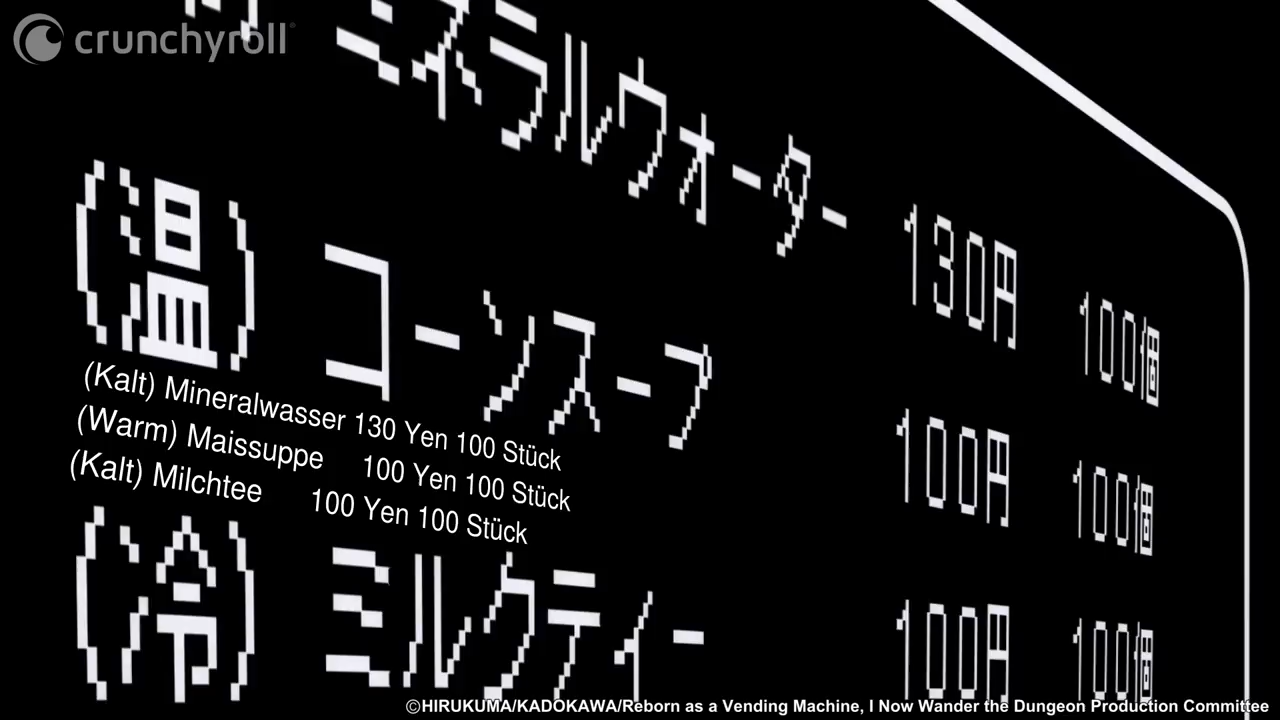 crunchyroll
ミネラルウォーター 130円 100個
(温) コーンスープ 100円 100個
(Kalt) Mineralwasser 130 Yen 100 Stück
(Warm) Maissuppe 100 Yen 100 Stück
(Kalt) Milchtee 100 Yen 100 Stück
(冷) ミルクティー 100円 100個
©HIRUKUMA/KADOKAWA/Reborn as a Vending Machine, I Now Wander the Dungeon Production Committee